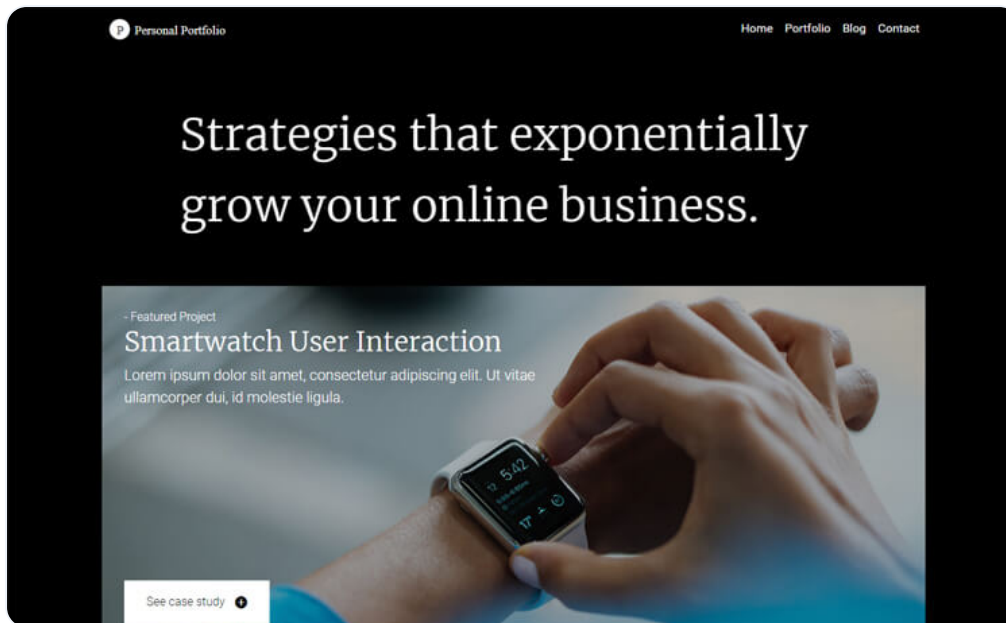 P Personal Portfolio
Home Portfolio Blog Contact
Strategies that exponentially
grow your online business.
- Featured Project
Smartwatch User Interaction
Lorem ipsum dolor sit amet, consectetur adipiscing elit. Ut vitae
ullamcorper dui, id molestie ligula.
12 5:42
17°
See case study